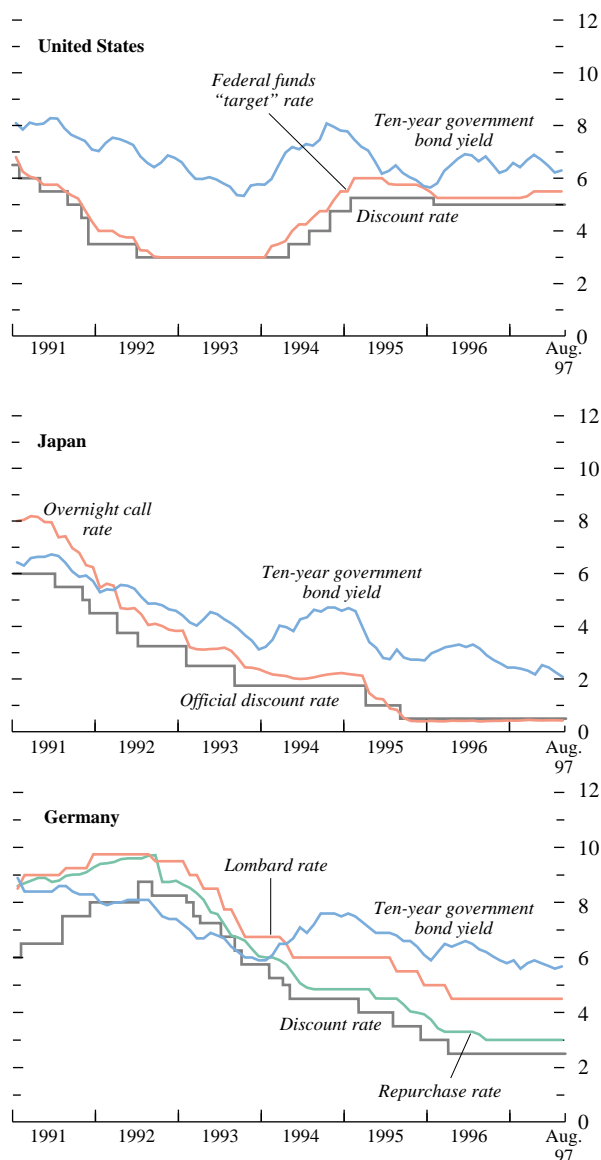 United States
12
10
8
6
4
2
0
Federal funds
“target” rate
Ten-year government
bond yield
Discount rate
1991
1992
1993
1994
1995
1996
Aug.
97
Japan
12
10
8
6
4
2
0
Overnight call
rate
Ten-year government
bond yield
Official discount rate
1991
1992
1993
1994
1995
1996
Aug.
97
Germany
12
10
8
6
4
2
0
Lombard rate
Ten-year government
bond yield
Discount rate
Repurchase rate
1991
1992
1993
1994
1995
1996
Aug.
97